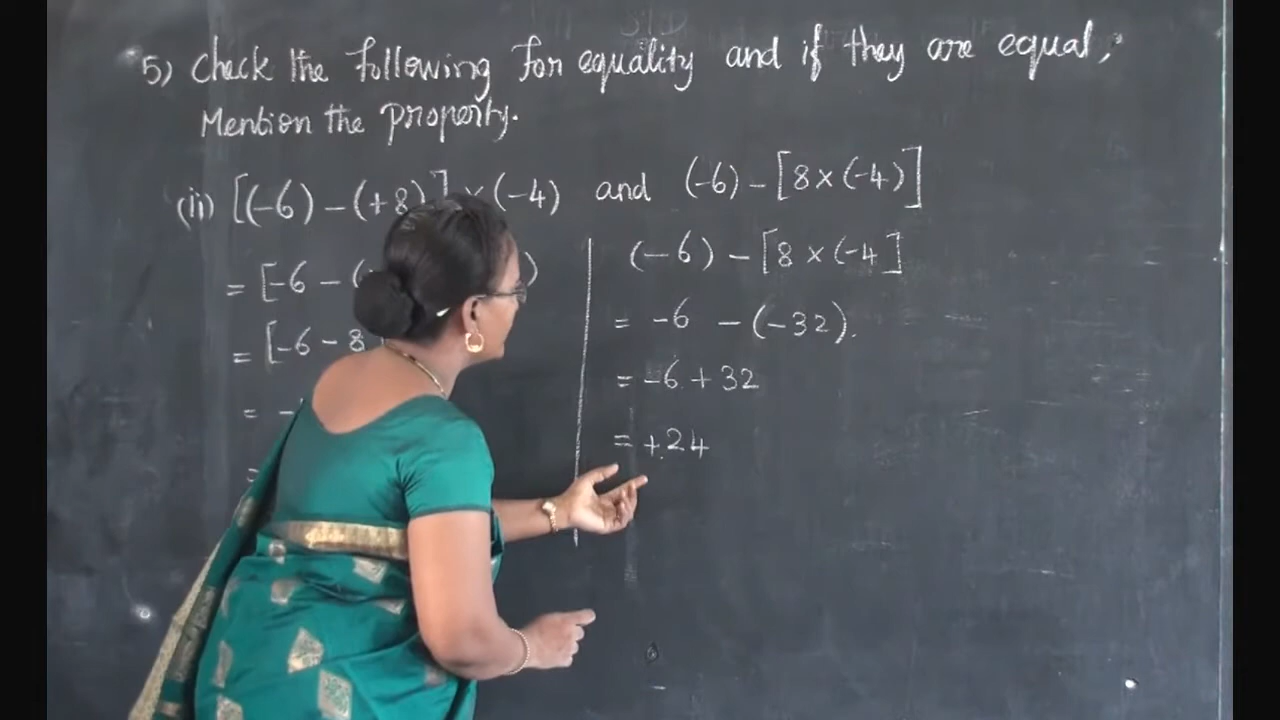 5) Check the following for equality and if they are equal,
Mention the property.
(ii) [(-6) - (+8)] × (-4) and (-6) - [8 × (-4)]
= [-6 - (
)
= [-6 - 8
= -
=
(-6) - [8 × (-4]
= -6 - (-32).
= -6 + 32
= +24